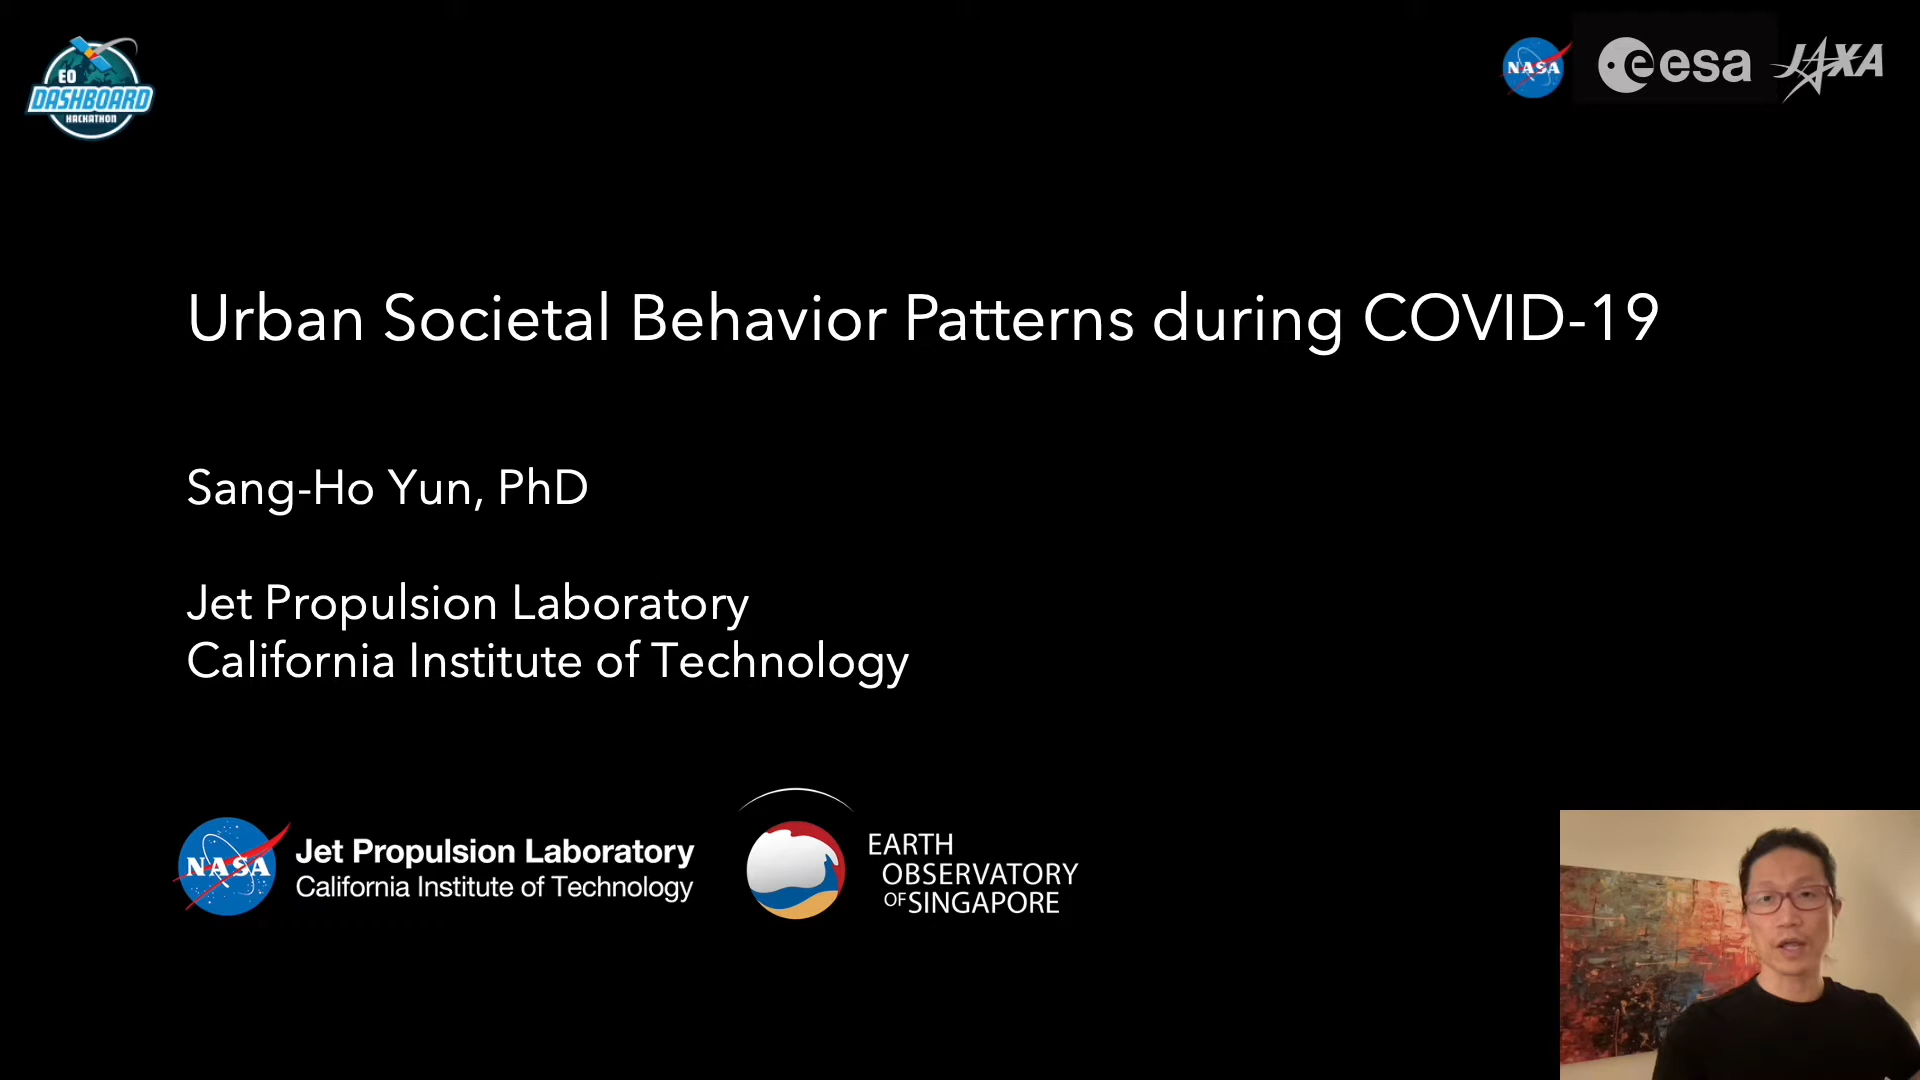 EO
DASHBOARD
HACKATHON
NASA
esa
JAXA
Urban Societal Behavior Patterns during COVID-19
Sang-Ho Yun, PhD
Jet Propulsion Laboratory
California Institute of Technology
NASA
Jet Propulsion Laboratory
California Institute of Technology
EARTH
OBSERVATORY
OF SINGAPORE